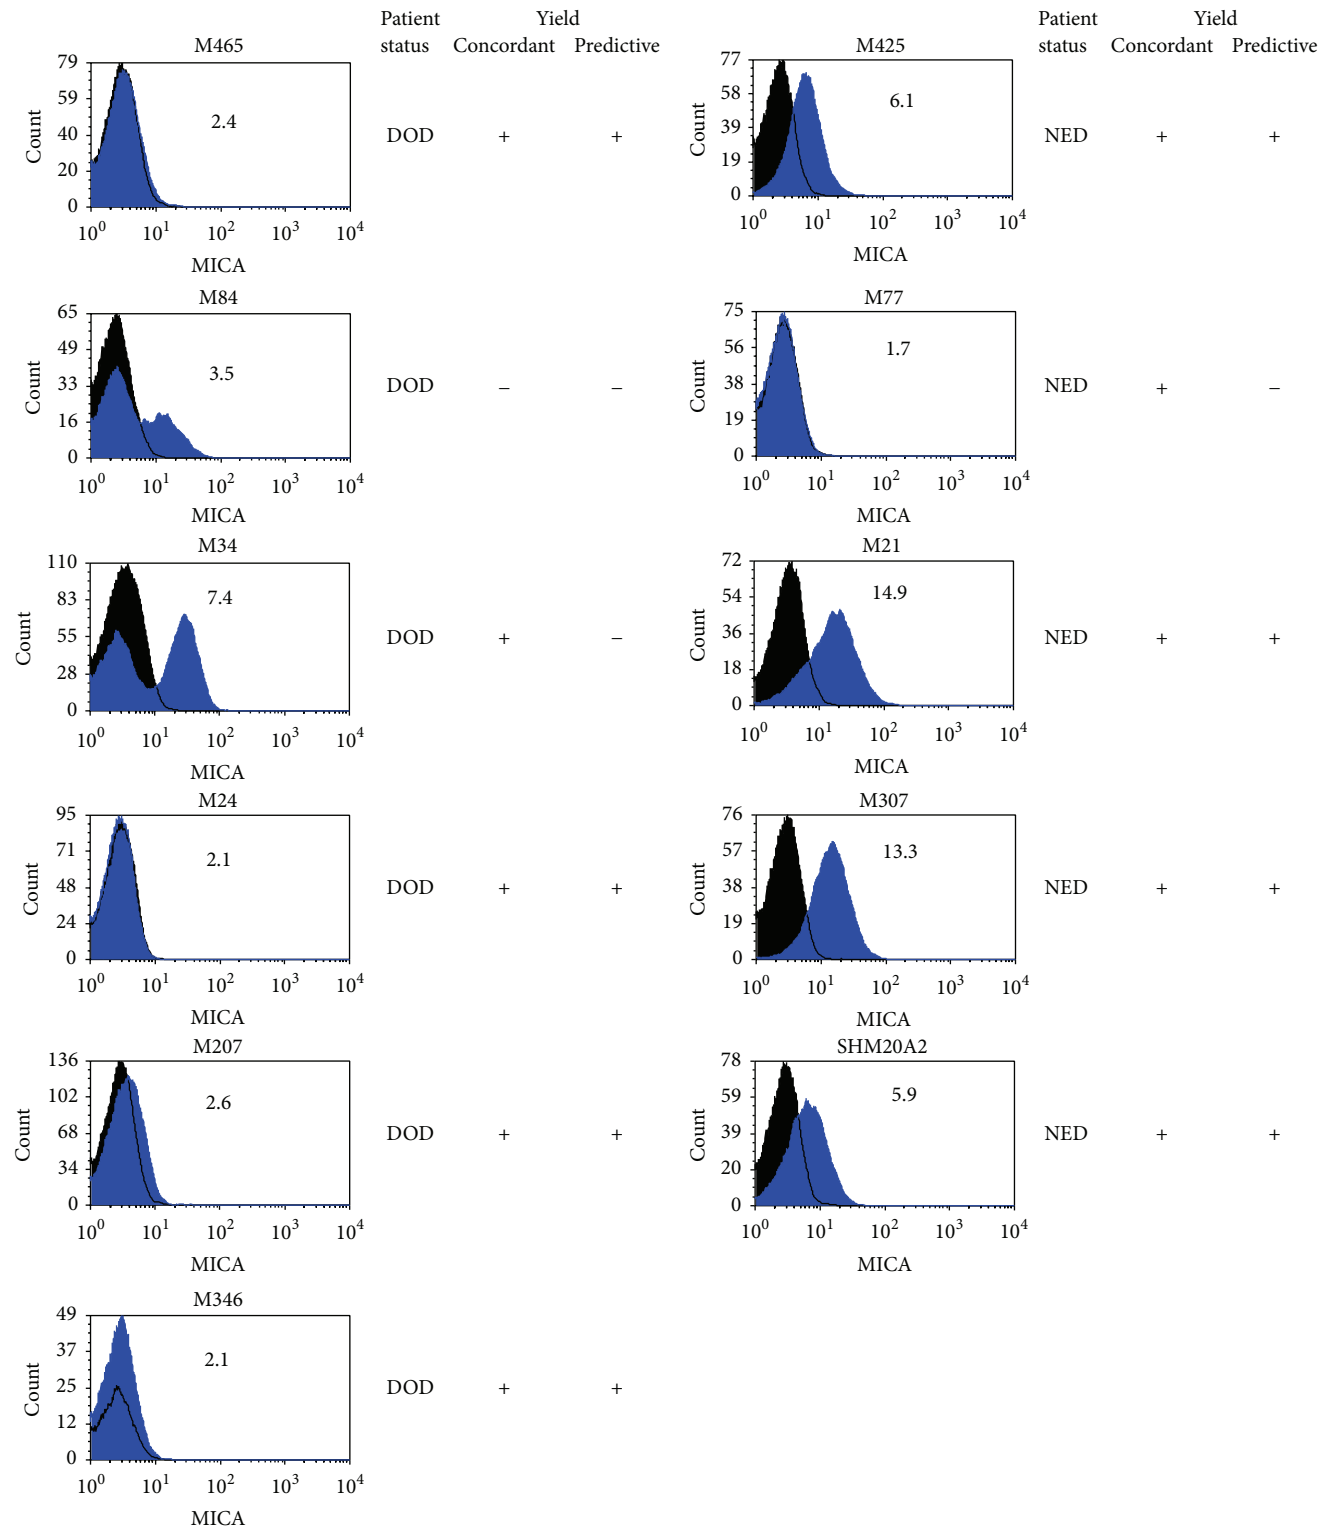 Patient Yield
status Concordant Predictive
M465
79
59
40
20
0
Count
2.4
10^0 10^1 10^2 10^3 10^4
MICA
DOD + +
M84
65
49
33
16
0
Count
3.5
10^0 10^1 10^2 10^3 10^4
MICA
DOD − −
M34
110
83
55
28
0
Count
7.4
10^0 10^1 10^2 10^3 10^4
MICA
DOD + −
M24
95
71
48
24
0
Count
2.1
10^0 10^1 10^2 10^3 10^4
MICA
DOD + +
M207
136
102
68
34
0
Count
2.6
10^0 10^1 10^2 10^3 10^4
MICA
DOD + +
M346
49
37
25
12
0
Count
2.1
10^0 10^1 10^2 10^3 10^4
MICA
DOD + +
Patient Yield
status Concordant Predictive
M425
77
58
39
19
0
Count
6.1
10^0 10^1 10^2 10^3 10^4
MICA
NED + +
M77
75
56
38
19
0
Count
1.7
10^0 10^1 10^2 10^3 10^4
MICA
NED + −
M21
72
54
36
18
0
Count
14.9
10^0 10^1 10^2 10^3 10^4
MICA
NED + +
M307
76
57
38
19
0
Count
13.3
10^0 10^1 10^2 10^3 10^4
MICA
NED + +
SHM20A2
78
59
39
20
0
Count
5.9
10^0 10^1 10^2 10^3 10^4
MICA
NED + +